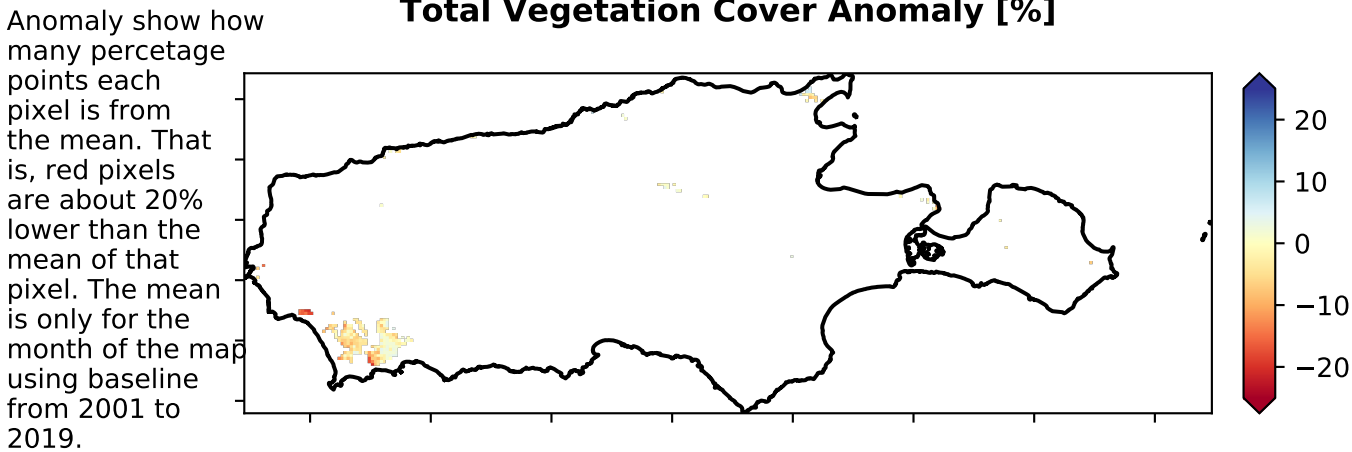 Total Vegetation Cover Anomaly [%]
Anomaly show how
many percetage
points each
pixel is from
the mean. That
is, red pixels
are about 20%
lower than the
mean of that
pixel. The mean
is only for the
month of the map
using baseline
from 2001 to
2019.
20
10
0
−10
−20